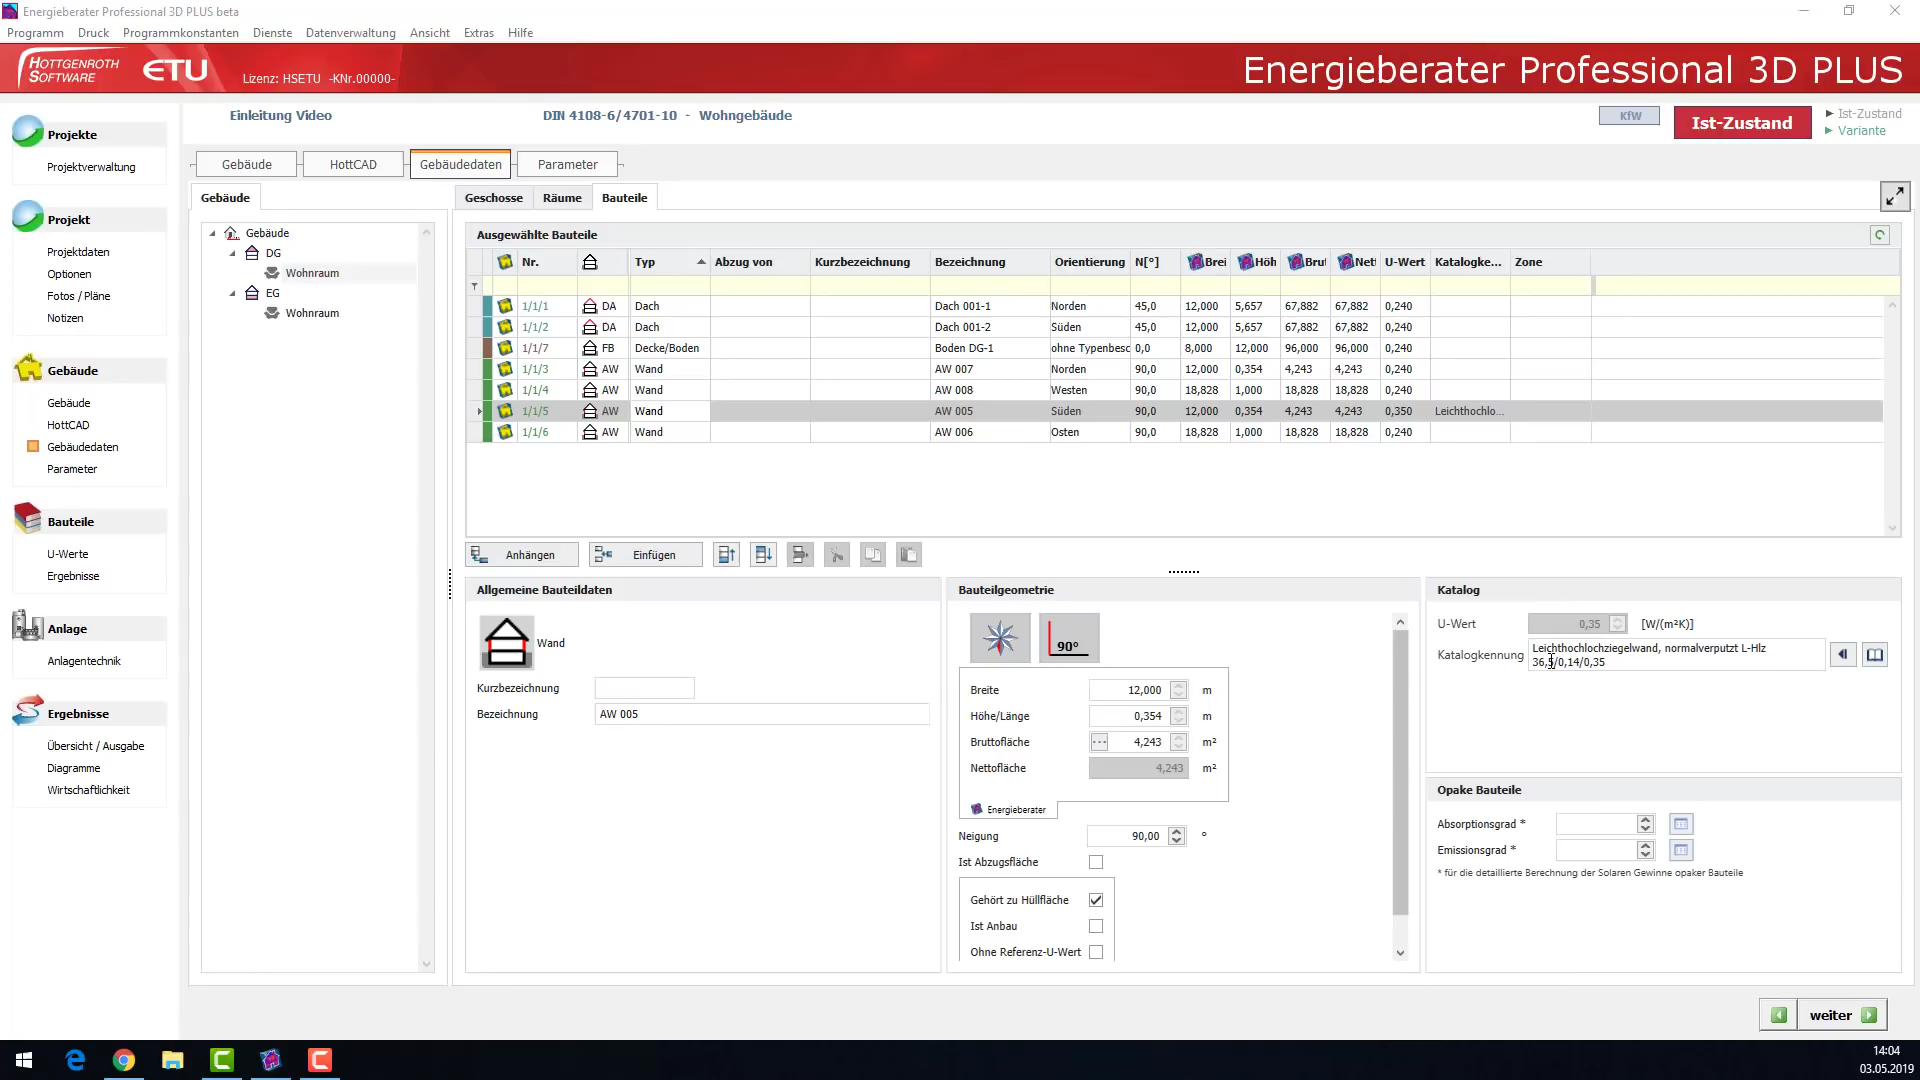 Energieberater Professional 3D PLUS beta
Programm Druck Programmkonstanten Dienste Datenverwaltung Ansicht Extras Hilfe
HOTTGENROTH SOFTWARE ETU Lizenz: HSETU -KNr.00000- Energieberater Professional 3D PLUS
Einleitung Video DIN 4108-6/4701-10 - Wohngebäude KfW Ist-Zustand
Ist-Zustand
Variante
Projekte
Projektverwaltung
Projekt
Projektdaten
Optionen
Fotos / Pläne
Notizen
Gebäude
Gebäude
HottCAD
Gebäudedaten
Parameter
Bauteile
U-Werte
Ergebnisse
Anlage
Anlagentechnik
Ergebnisse
Übersicht / Ausgabe
Diagramme
Wirtschaftlichkeit
Gebäude HottCAD Gebäudedaten Parameter
Gebäude
Gebäude
DG
Wohnraum
EG
Wohnraum
Geschosse Räume Bauteile
Ausgewählte Bauteile
Nr. Typ Abzug von Kurzbezeichnung Bezeichnung Orientierung N[°] Brei Höh Brut Nett U-Wert Katalogke... Zone
1/1/1 DA Dach Dach 001-1 Norden 45,0 12,000 5,657 67,882 67,882 0,240
1/1/2 DA Dach Dach 001-2 Süden 45,0 12,000 5,657 67,882 67,882 0,240
1/1/7 FB Decke/Boden Boden DG-1 ohne Typenbesc 0,0 8,000 12,000 96,000 96,000 0,240
1/1/3 AW Wand AW 007 Norden 90,0 12,000 0,354 4,243 4,243 0,240
1/1/4 AW Wand AW 008 Westen 90,0 18,828 1,000 18,828 18,828 0,240
1/1/5 AW Wand AW 005 Süden 90,0 12,000 0,354 4,243 4,243 0,350 Leichthochlo...
1/1/6 AW Wand AW 006 Osten 90,0 18,828 1,000 18,828 18,828 0,240
Anhängen Einfügen
Allgemeine Bauteildaten
Wand
Kurzbezeichnung
Bezeichnung AW 005
Bauteilgeometrie
90°
Breite 12,000 m
Höhe/Länge 0,354 m
Bruttofläche ... 4,243 m²
Nettofläche 4,243 m²
Energieberater
Neigung 90,00 °
Ist Abzugsfläche
Gehört zu Hüllfläche
Ist Anbau
Ohne Referenz-U-Wert
Katalog
U-Wert 0,35 [W/(m²K)]
Katalogkennung Leichthochlochziegelwand, normalverputzt L-Hlz
36,5/0,14/0,35
Opake Bauteile
Absorptionsgrad *
Emissionsgrad *
* für die detaillierte Berechnung der Solaren Gewinne opaker Bauteile
weiter
14:04
03.05.2019